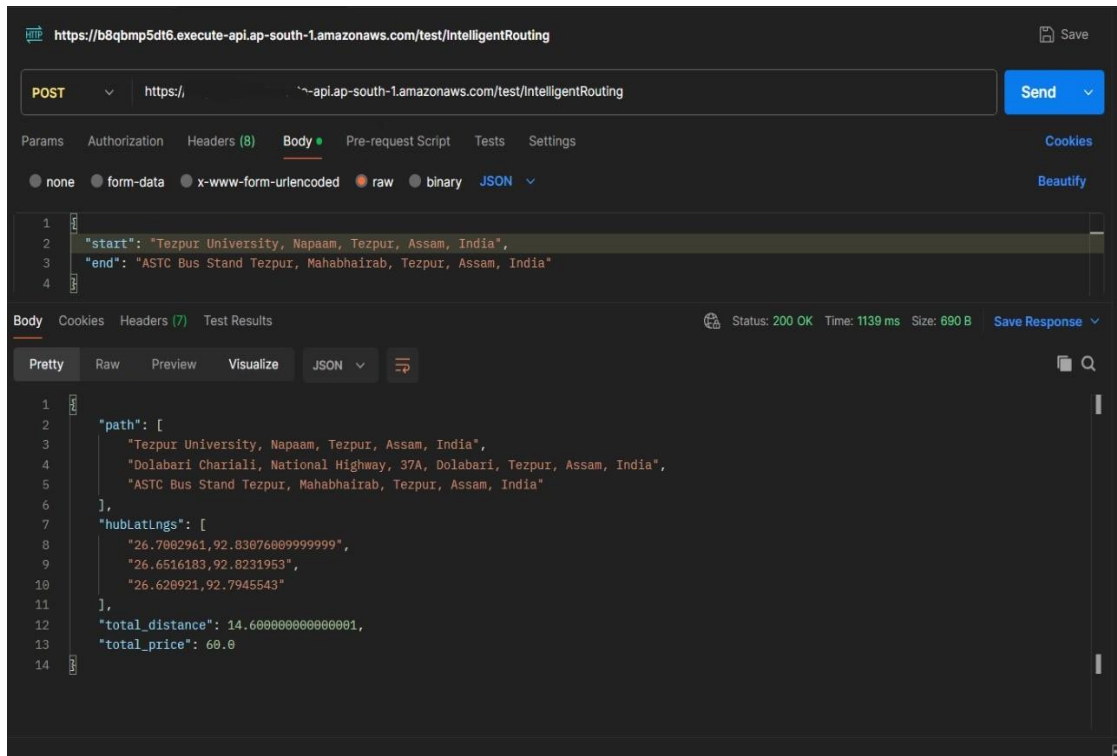 HTTP https://b8qbmp5dt6.execute-api.ap-south-1.amazonaws.com/test/IntelligentRouting Save
POST https:/ -api.ap-south-1.amazonaws.com/test/IntelligentRouting Send
Params Authorization Headers (8) Body Pre-request Script Tests Settings Cookies
none form-data x-www-form-urlencoded raw binary JSON Beautify
1 {
2 "start": "Tezpur University, Napaam, Tezpur, Assam, India",
3 "end": "ASTC Bus Stand Tezpur, Mahabhairab, Tezpur, Assam, India"
4 }
Body Cookies Headers (7) Test Results Status: 200 OK Time: 1139 ms Size: 690 B Save Response
Pretty Raw Preview Visualize JSON
1 {
2 "path": [
3 "Tezpur University, Napaam, Tezpur, Assam, India",
4 "Dolabari Chariali, National Highway, 37A, Dolabari, Tezpur, Assam, India",
5 "ASTC Bus Stand Tezpur, Mahabhairab, Tezpur, Assam, India"
6 ],
7 "hubLatLngs": [
8 "26.7002961,92.83076009999999",
9 "26.6516183,92.8231953",
10 "26.620921,92.7945543"
11 ],
12 "total_distance": 14.600000000000001,
13 "total_price": 60.0
14 }